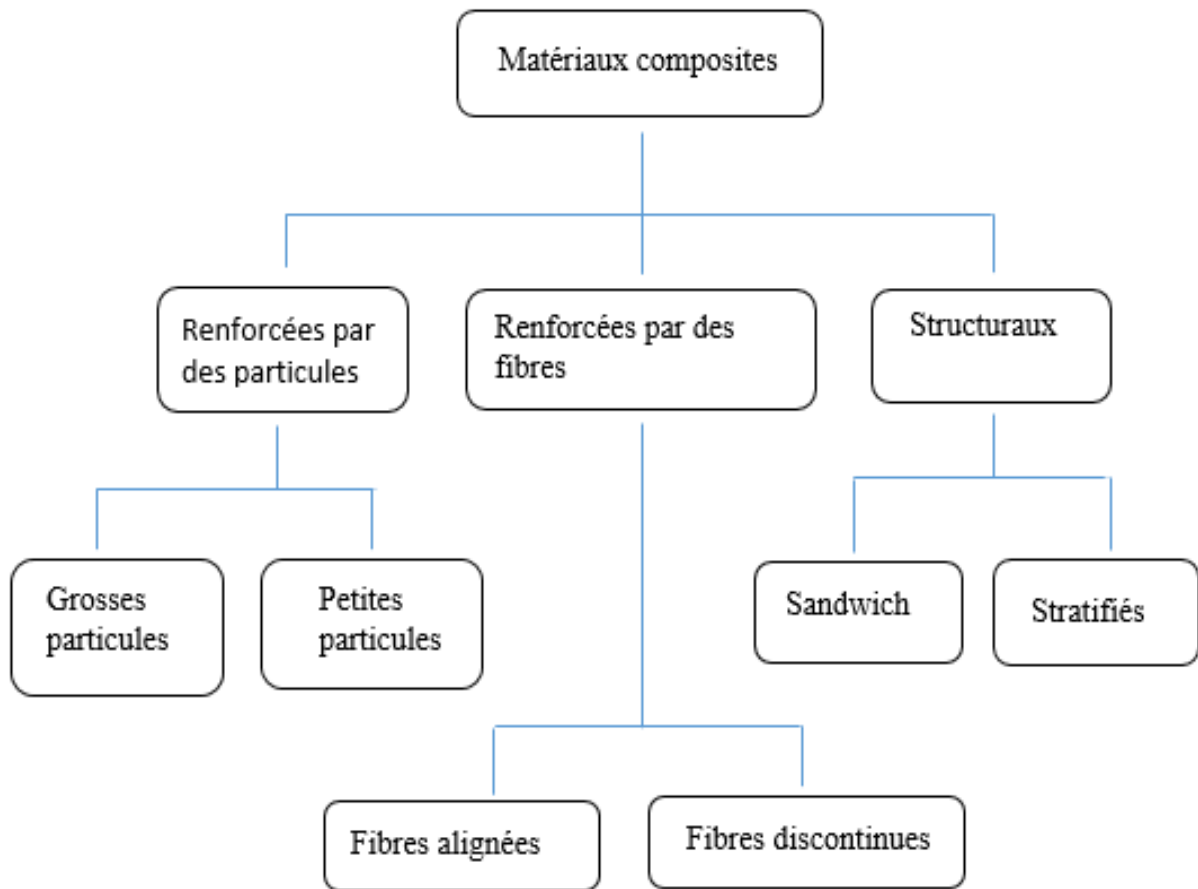 Matériaux composites
Renforcées par
des particules
Renforcées par des
fibres
Structuraux
Grosses
particules
Petites
particules
Sandwich
Stratifiés
Fibres alignées
Fibres discontinues